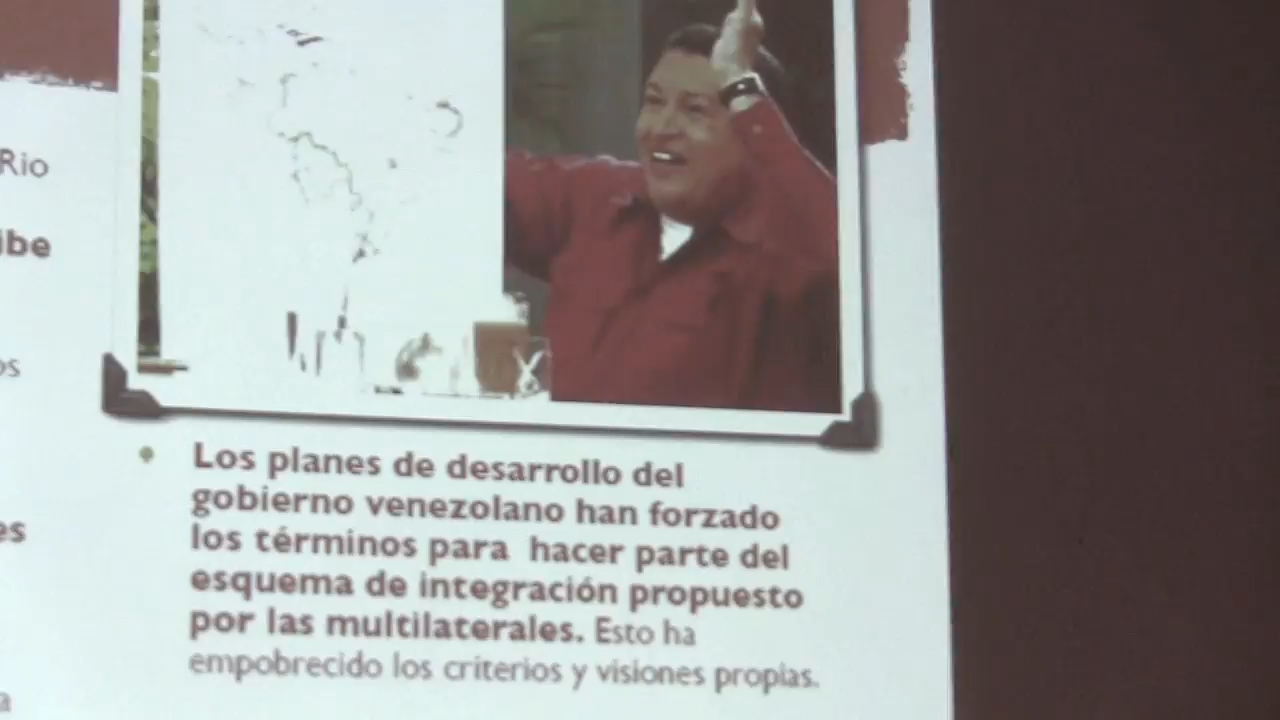 Rio
ibe
os
es
a
Los planes de desarrollo del
gobierno venezolano han forzado
los términos para hacer parte del
esquema de integración propuesto
por las multilaterales. Esto ha
empobrecido los criterios y visiones propias.